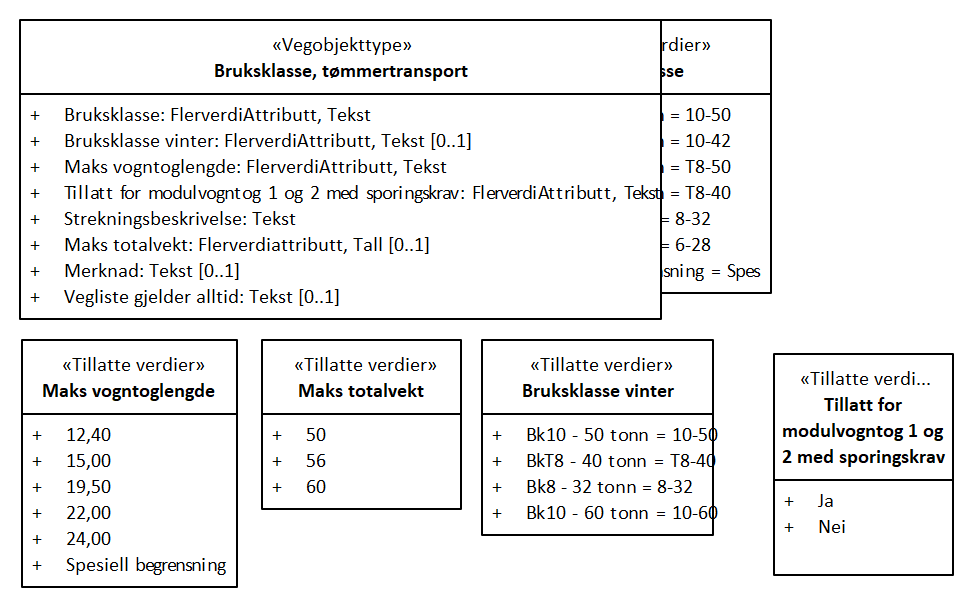 «Vegobjekttype»
Bruksklasse, tømmertransport
+ Bruksklasse: FlerverdiAttributt, Tekst
+ Bruksklasse vinter: FlerverdiAttributt, Tekst [0..1]
+ Maks vogntoglengde: FlerverdiAttributt, Tekst
+ Tillatt for modulvogntog 1 og 2 med sporingskrav: FlerverdiAttributt, Tekst
+ Strekningsbeskrivelse: Tekst
+ Maks totalvekt: Flerverdiattributt, Tall [0..1]
+ Merknad: Tekst [0..1]
+ Vegliste gjelder alltid: Tekst [0..1]
rdier»
sse
= 10-50
= 10-42
= T8-50
= T8-40
= 8-32
= 6-28
sning = Spes
«Tillatte verdier»
Maks vogntoglengde
+ 12,40
+ 15,00
+ 19,50
+ 22,00
+ 24,00
+ Spesiell begrensning
«Tillatte verdier»
Maks totalvekt
+ 50
+ 56
+ 60
«Tillatte verdier»
Bruksklasse vinter
+ Bk10 - 50 tonn = 10-50
+ BkT8 - 40 tonn = T8-40
+ Bk8 - 32 tonn = 8-32
+ Bk10 - 60 tonn = 10-60
«Tillatte verdi...
Tillatt for
modulvogntog 1 og
2 med sporingskrav
+ Ja
+ Nei